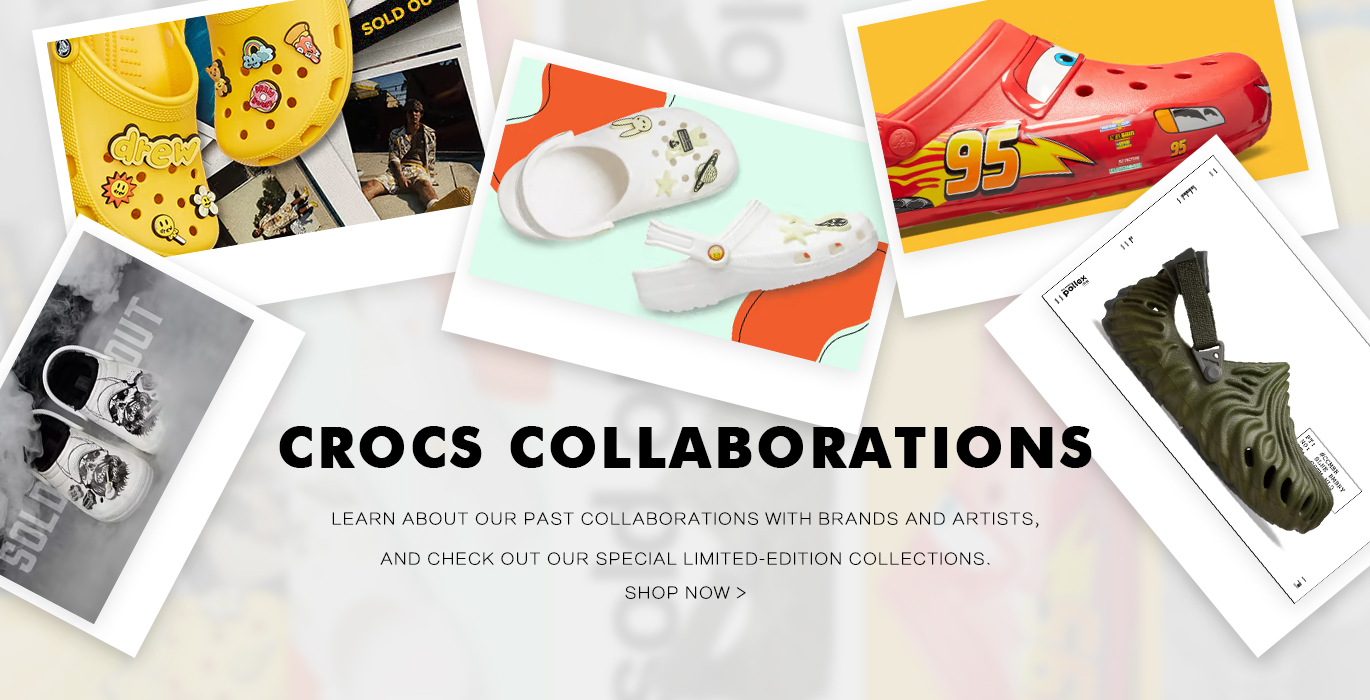 SOLD OU
drew
95
95
pollex
SOLD OUT
CROCS COLLABORATIONS
LEARN ABOUT OUR PAST COLLABORATIONS WITH BRANDS AND ARTISTS,
AND CHECK OUT OUR SPECIAL LIMITED-EDITION COLLECTIONS.
SHOP NOW >